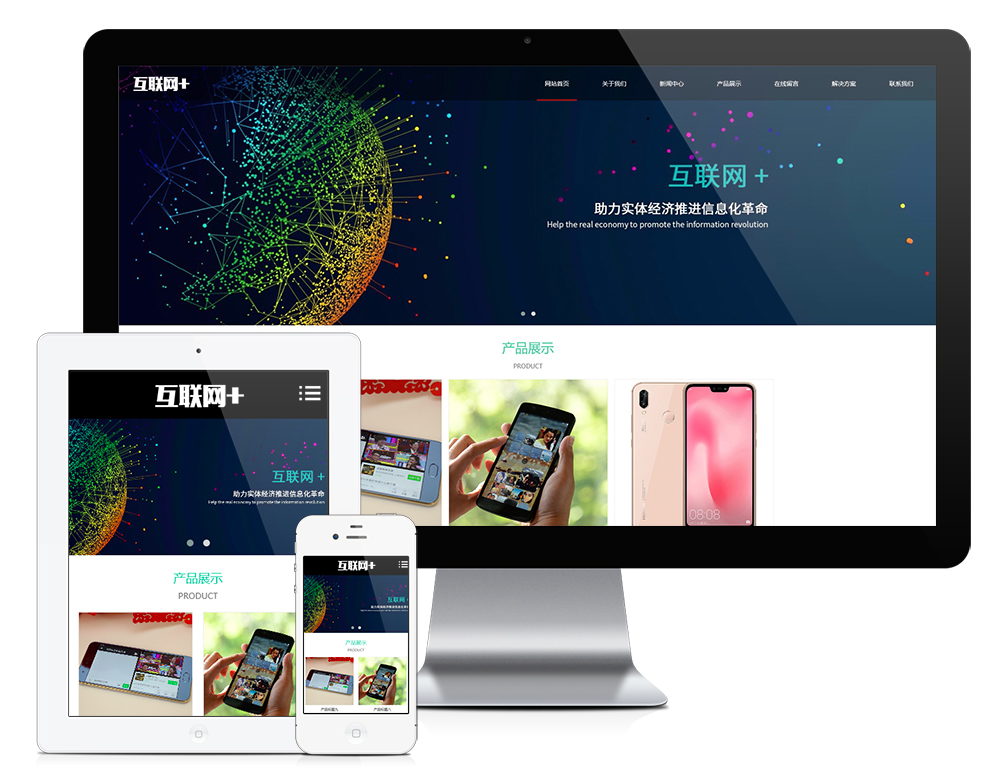 互联网+
网站首页 关于我们 新闻中心 产品展示 在线留言 解决方案 联系我们
互联网 +
助力实体经济推进信息化革命
Help the real economy to promote the information revolution
产品展示
PRODUCT
08:08
互联网+
互联网 +
助力实体经济推进信息化革命
Help the real economy to promote the information revolution
产品展示
PRODUCT
互联网+
互联网
产品展示
PRODUCT